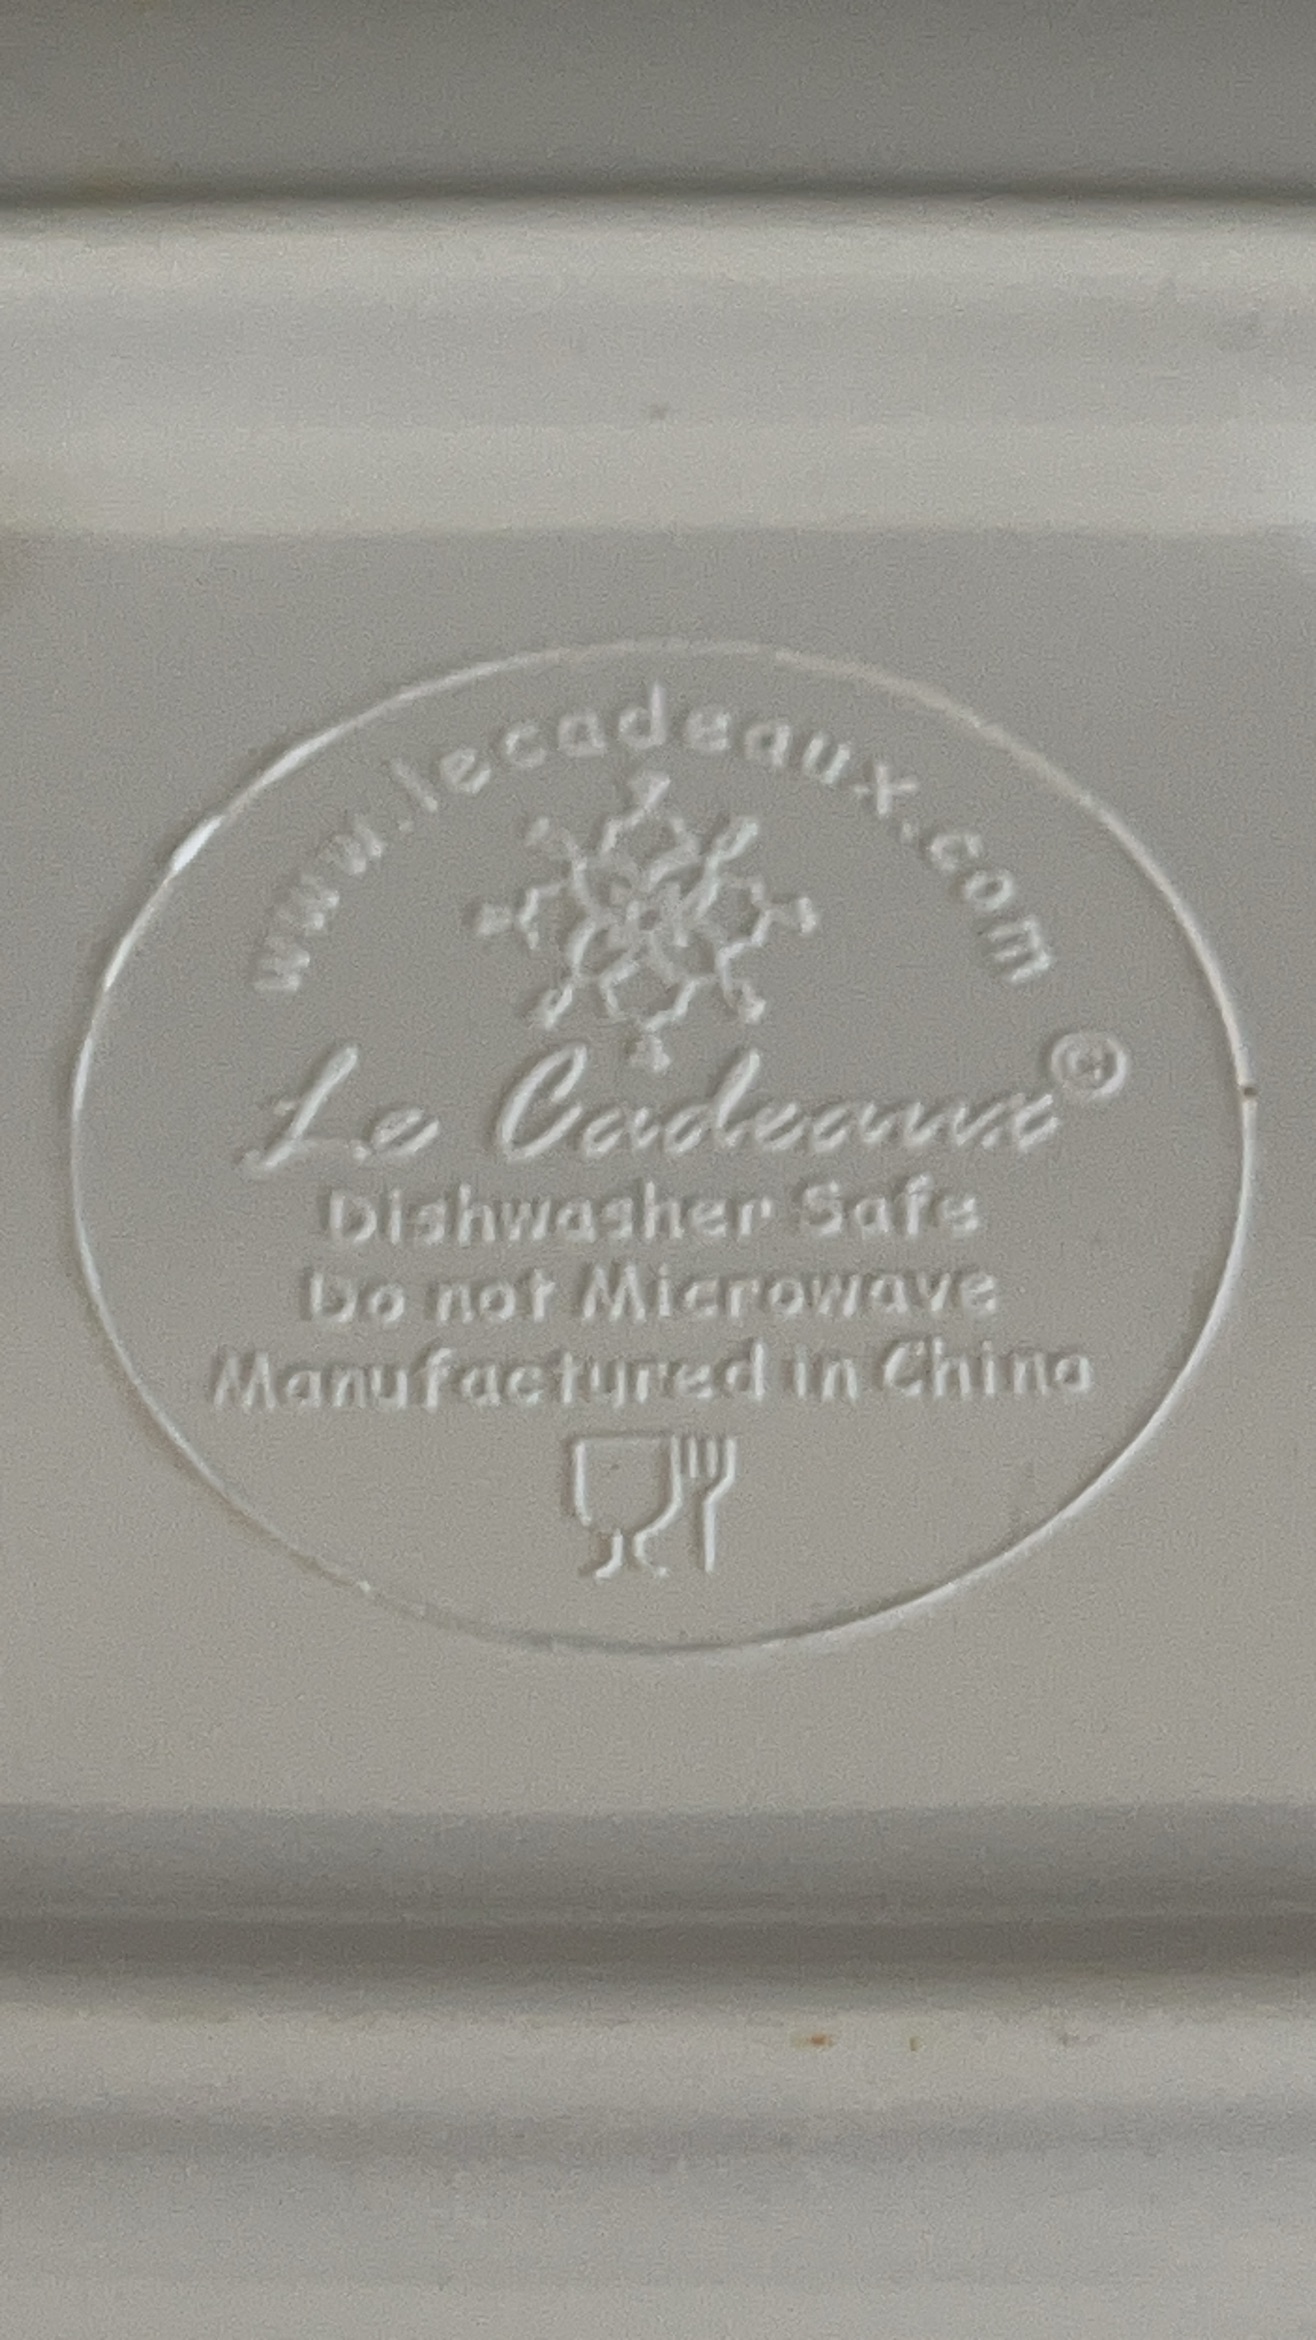 www.lecadeaux.com
Le Cadeaux©
Dishwasher Safe
Do not Microwave
Manufactured in China